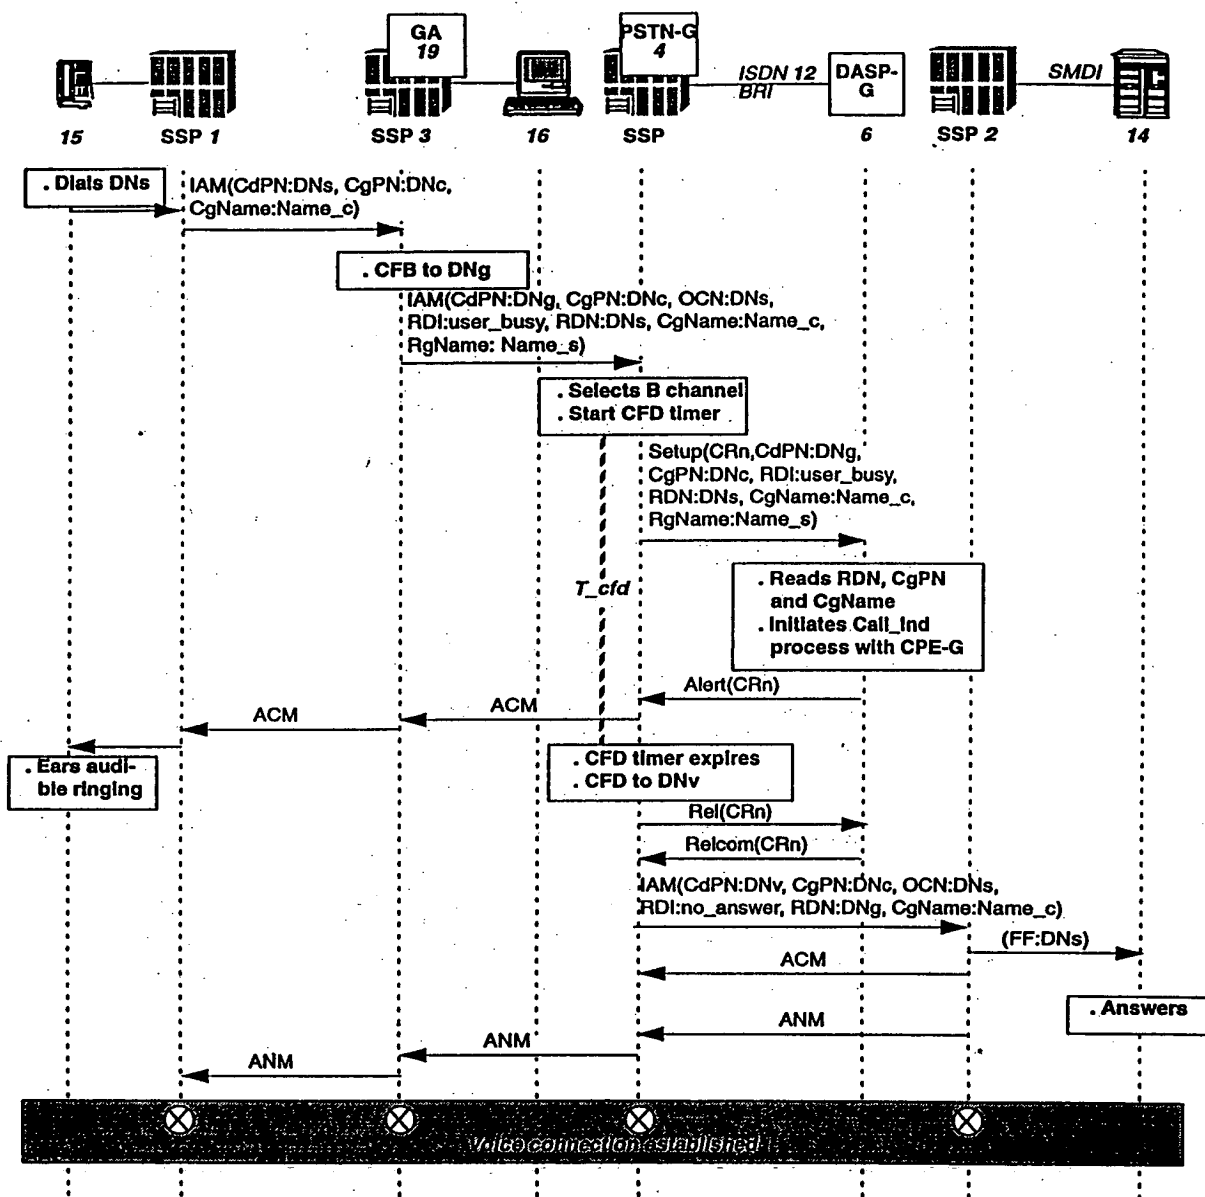 GA
19
PSTN-G
4
ISDN 12
BRI
DASP-
G
SMDI
15
SSP 1
SSP 3
16
SSP
6
SSP 2
14
. Dials DNs
IAM(CdPN:DNs, CgPN:DNc,
CgName:Name_c)
. CFB to DNg
IAM(CdPN:DNg, CgPN:DNc, OCN:DNs,
RDI:user_busy, RDN:DNs, CgName:Name_c,
RgName: Name_s)
. Selects B channel
. Start CFD timer
Setup(CRn,CdPN:DNg,
CgPN:DNc, RDI:user_busy,
RDN:DNs, CgName:Name_c,
RgName:Name_s)
T_cfd
. Reads RDN, CgPN
and CgName
. Initiates Call_Ind
process with CPE-G
Alert(CRn)
ACM
ACM
. Ears audi-
ble ringing
. CFD timer expires
. CFD to DNv
Rel(CRn)
Relcom(CRn)
IAM(CdPN:DNv, CgPN:DNc, OCN:DNs,
RDI:no_answer, RDN:DNg, CgName:Name_c)
(FF:DNs)
ACM
. Answers
ANM
ANM
ANM
Voice connection established